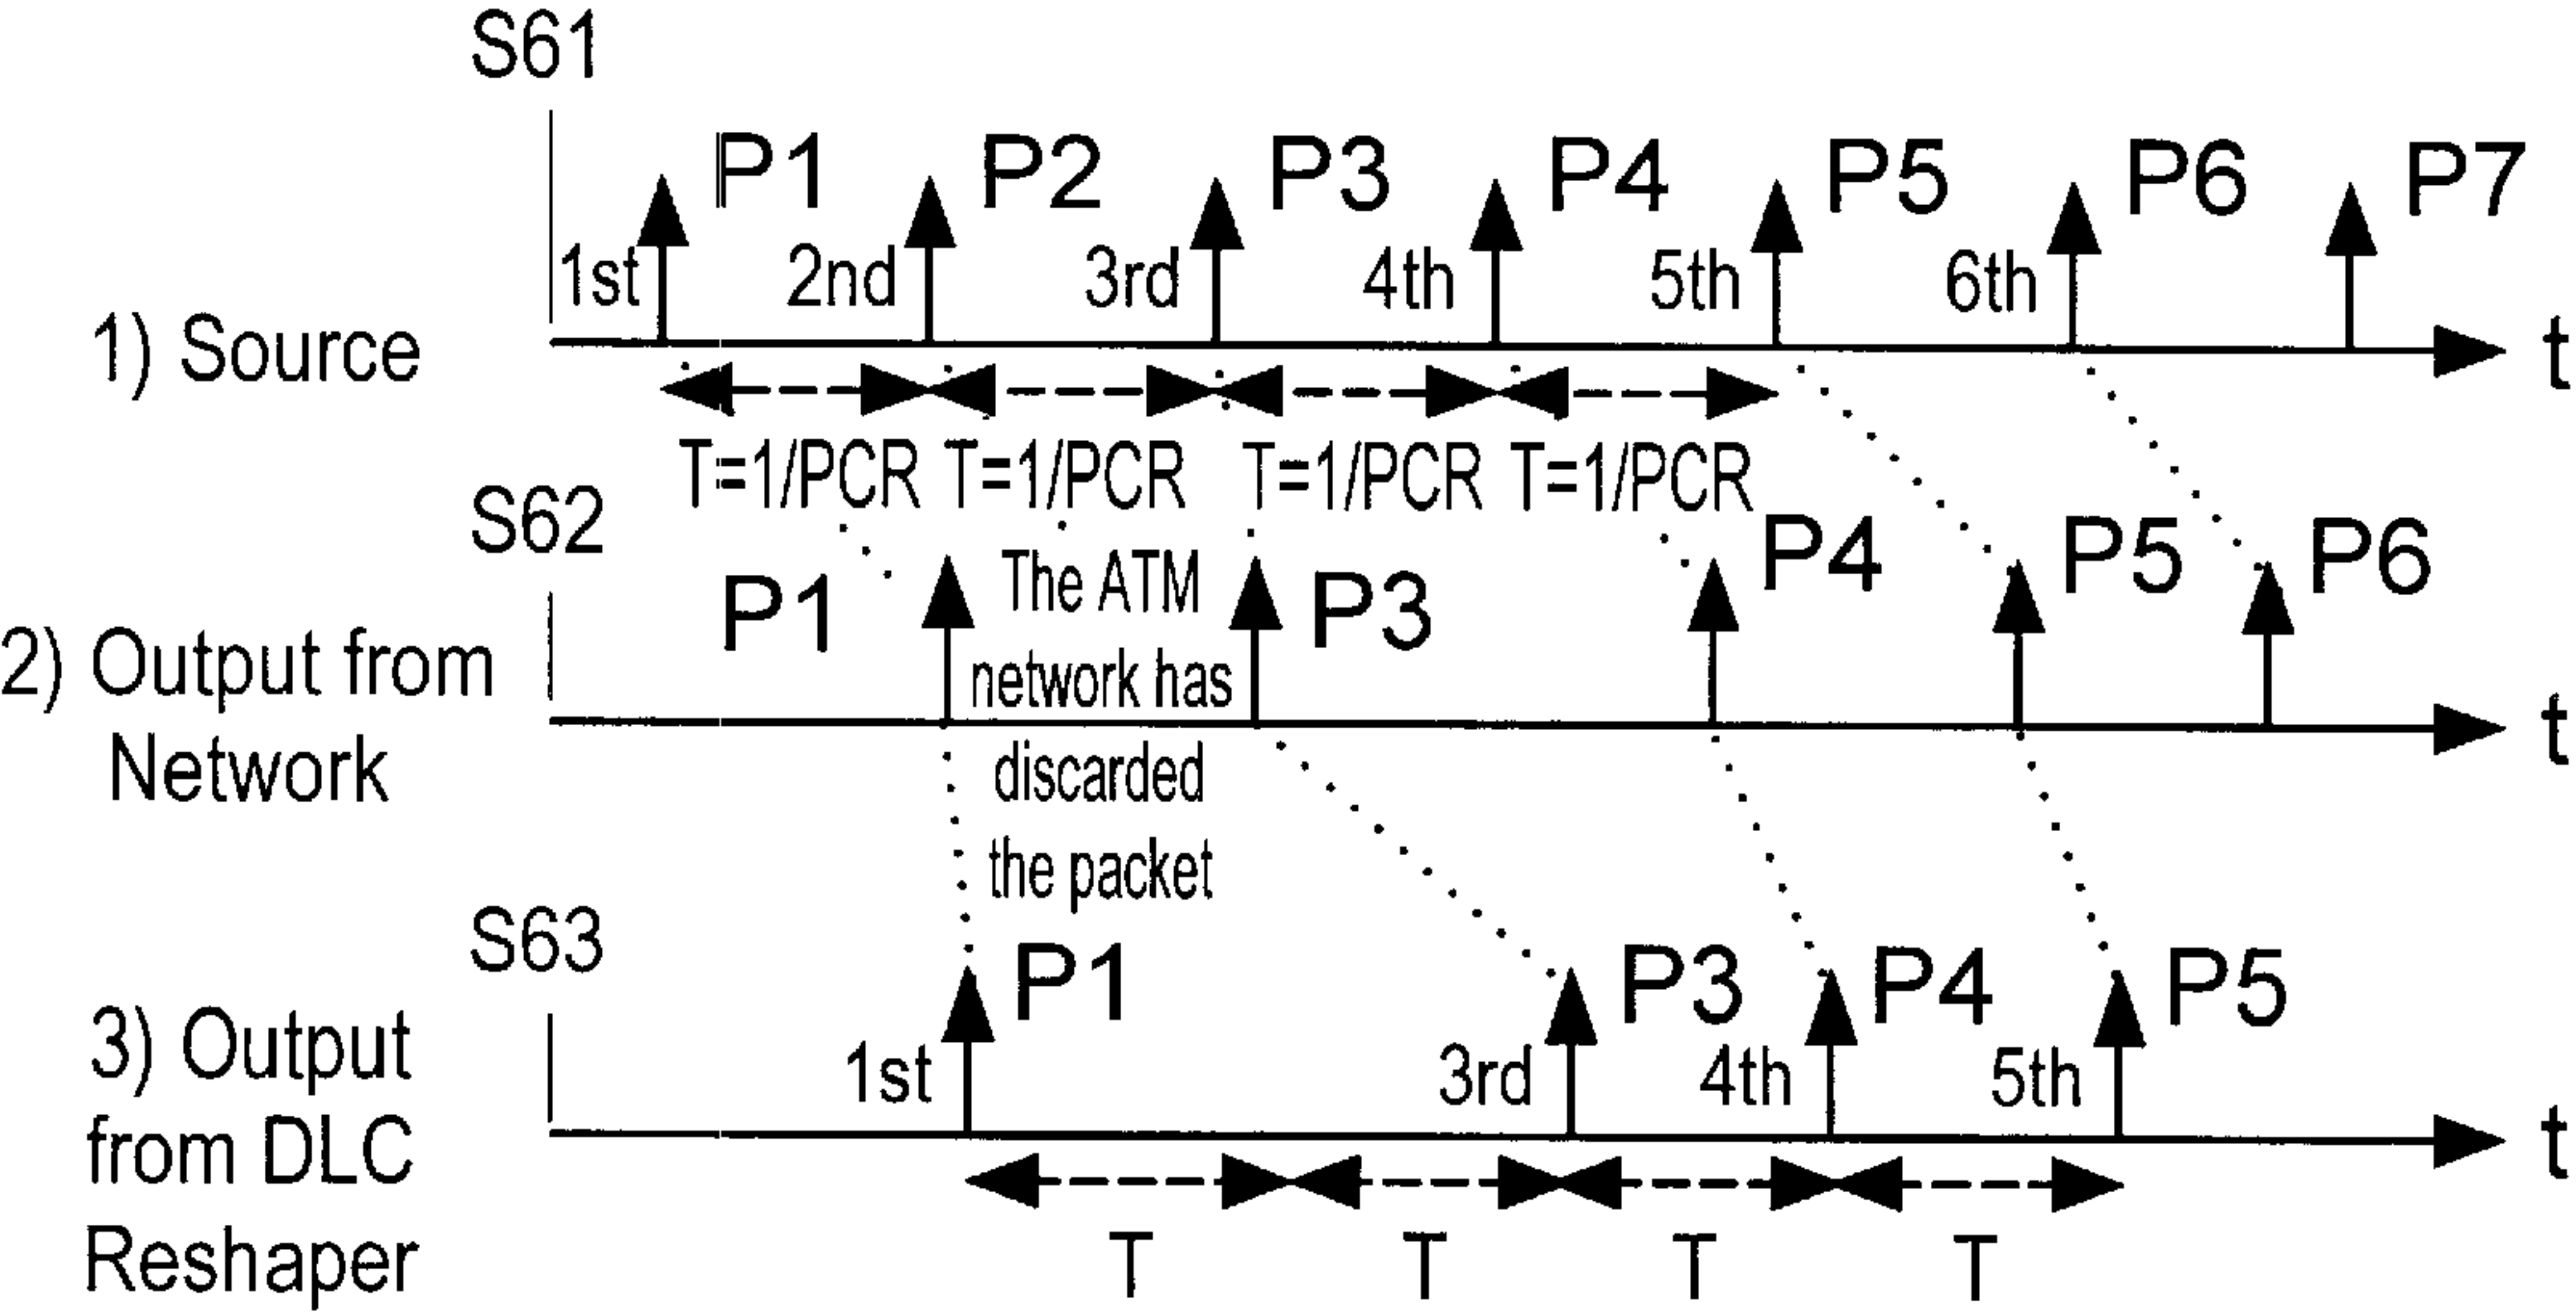 S61
P1 P2 P3 P4 P5 P6 P7
1st 2nd 3rd 4th 5th 6th
1) Source
t
T=1/PCR T=1/PCR T=1/PCR T=1/PCR
S62
P1 P3 P4 P5 P6
The ATM
network has
discarded
the packet
2) Output from
Network
t
S63
P1 P3 P4 P5
1st 3rd 4th 5th
3) Output
from DLC
Reshaper
t
T T T T